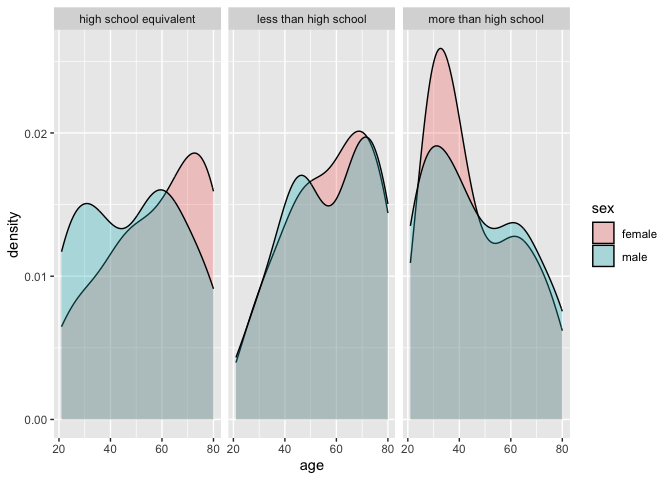 high school equivalent
less than high school
more than high school
0.02
0.01
0.00
density
20 40 60 80
20 40 60 80
20 40 60 80
age
sex
female
male